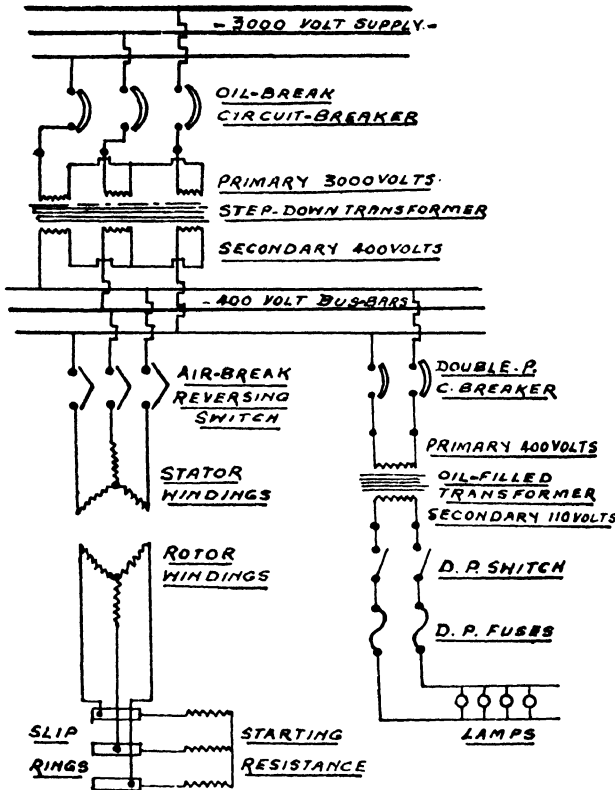 - 3000 VOLT SUPPLY. -
OIL-BREAK
CIRCUIT-BREAKER
PRIMARY 3000 VOLTS.
STEP-DOWN TRANSFORMER
SECONDARY 400 VOLTS
- 400 VOLT BUS-BARS
AIR-BREAK
REVERSING
SWITCH
DOUBLE. P.
C. BREAKER
STATOR
WINDINGS
PRIMARY 400 VOLTS
OIL-FILLED
TRANSFORMER
SECONDARY 110 VOLTS
ROTOR
WINDINGS
D. P. SWITCH
D. P. FUSES
SLIP
RINGS
STARTING
RESISTANCE
LAMPS